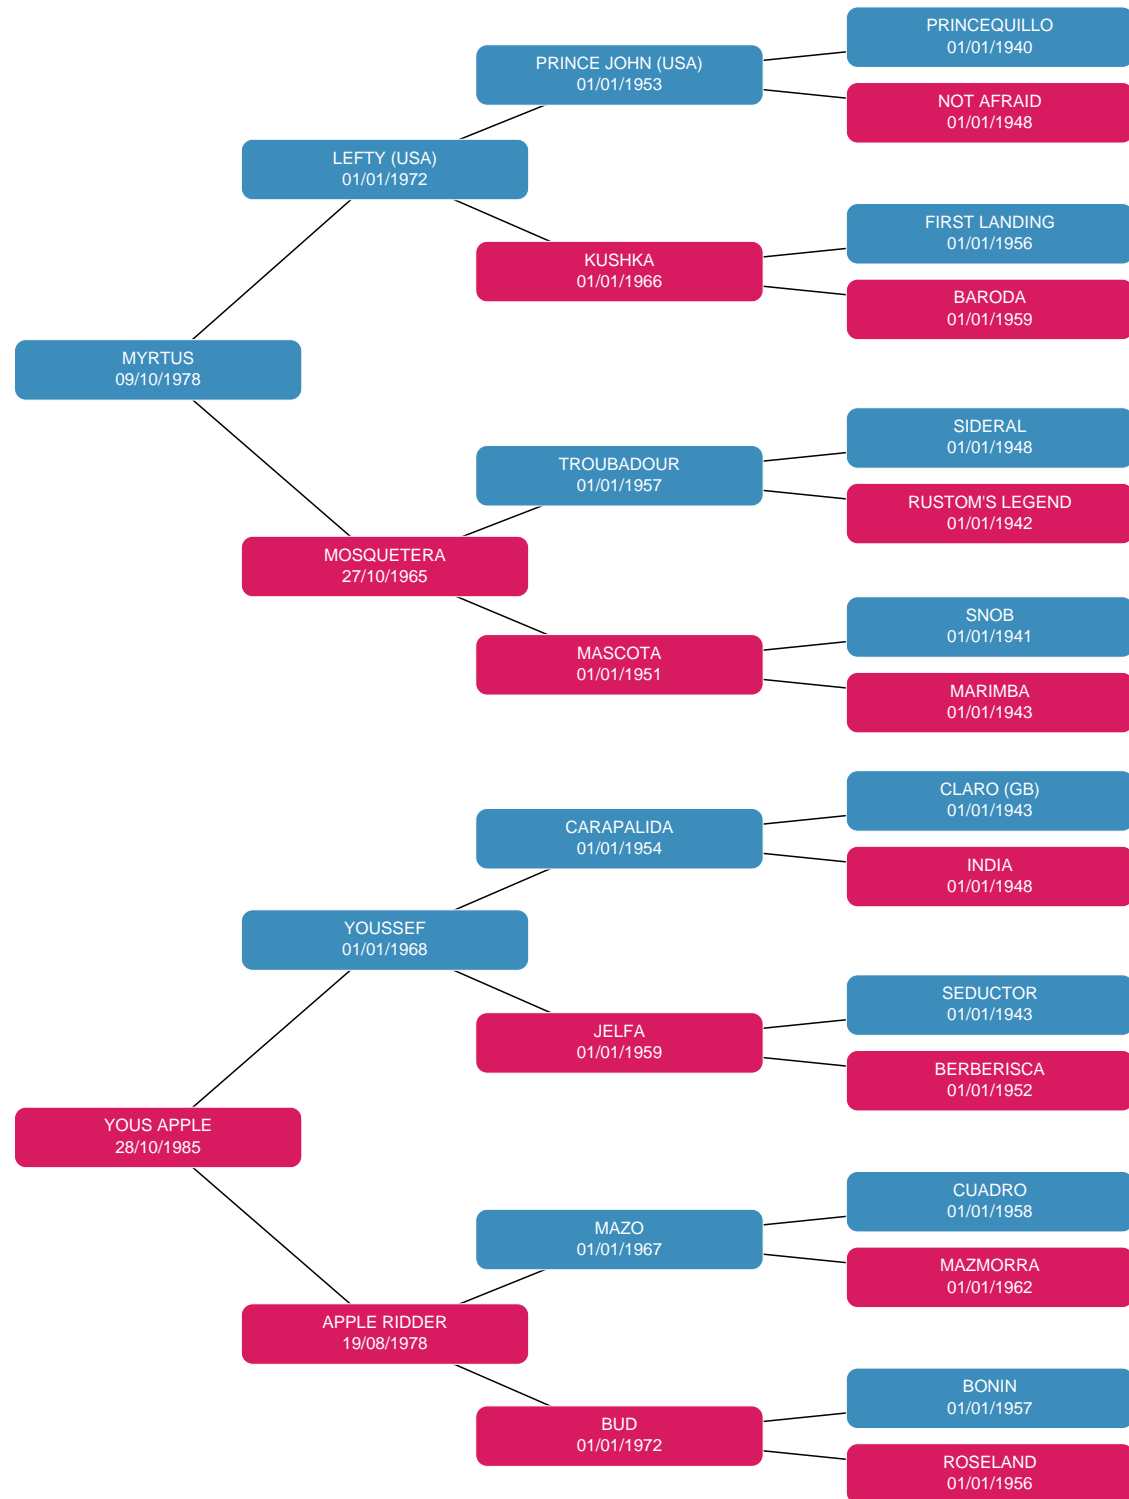 PRINCEQUILLO
01/01/1940
PRINCE JOHN (USA)
01/01/1953
NOT AFRAID
01/01/1948
LEFTY (USA)
01/01/1972
FIRST LANDING
01/01/1956
KUSHKA
01/01/1966
BARODA
01/01/1959
MYRTUS
09/10/1978
SIDERAL
01/01/1948
TROUBADOUR
01/01/1957
RUSTOM'S LEGEND
01/01/1942
MOSQUETERA
27/10/1965
SNOB
01/01/1941
MASCOTA
01/01/1951
MARIMBA
01/01/1943
CLARO (GB)
01/01/1943
CARAPALIDA
01/01/1954
INDIA
01/01/1948
YOUSSEF
01/01/1968
SEDUCTOR
01/01/1943
JELFA
01/01/1959
BERBERISCA
01/01/1952
YOUS APPLE
28/10/1985
CUADRO
01/01/1958
MAZO
01/01/1967
MAZMORRA
01/01/1962
APPLE RIDDER
19/08/1978
BONIN
01/01/1957
BUD
01/01/1972
ROSELAND
01/01/1956